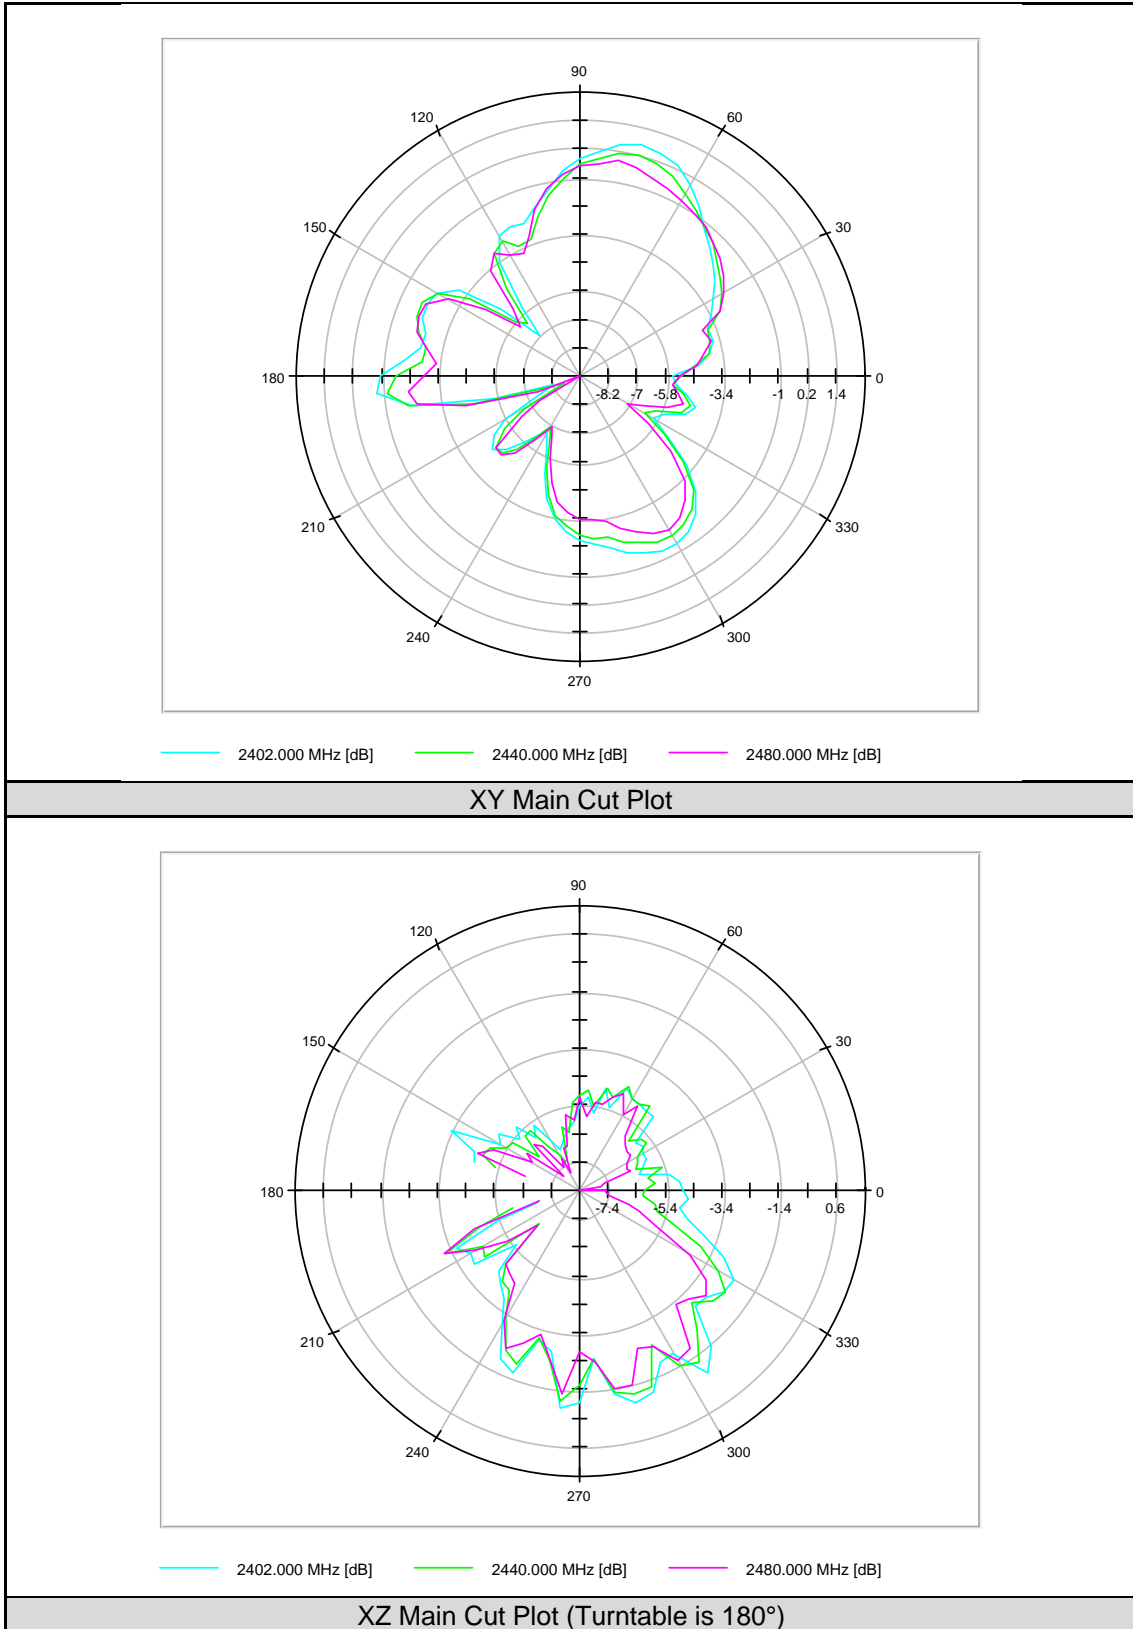 90
120 60
150 30
180 -8.2 -7 -5.8 -3.4 -1 0.2 1.4 0
210 330
240 300
270
2402.000 MHz [dB] 2440.000 MHz [dB] 2480.000 MHz [dB]
XY Main Cut Plot
90
120 60
150 30
180 -7.4 -5.4 -3.4 -1.4 0.6 0
210 330
240 300
270
2402.000 MHz [dB] 2440.000 MHz [dB] 2480.000 MHz [dB]
XZ Main Cut Plot (Turntable is 180°)